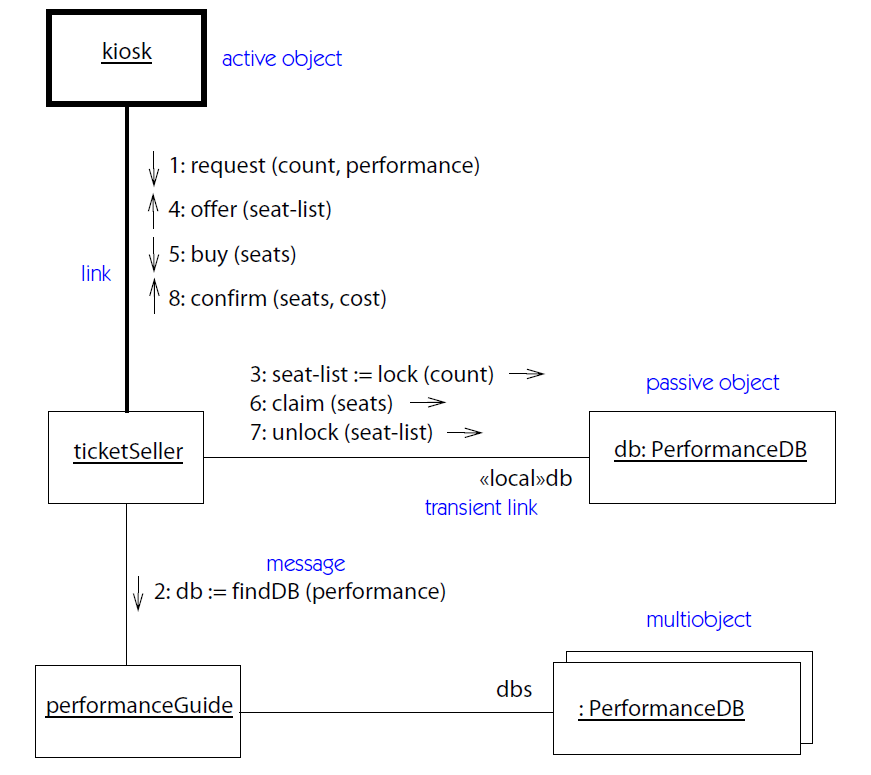 kiosk
active object
1: request (count, performance)
4: offer (seat-list)
5: buy (seats)
link
8: confirm (seats, cost)
3: seat-list := lock (count)
passive object
6: claim (seats)
7: unlock (seat-list)
ticketSeller
db: PerformanceDB
«local»db
transient link
message
2: db := findDB (performance)
multiobject
performanceGuide
dbs
: PerformanceDB